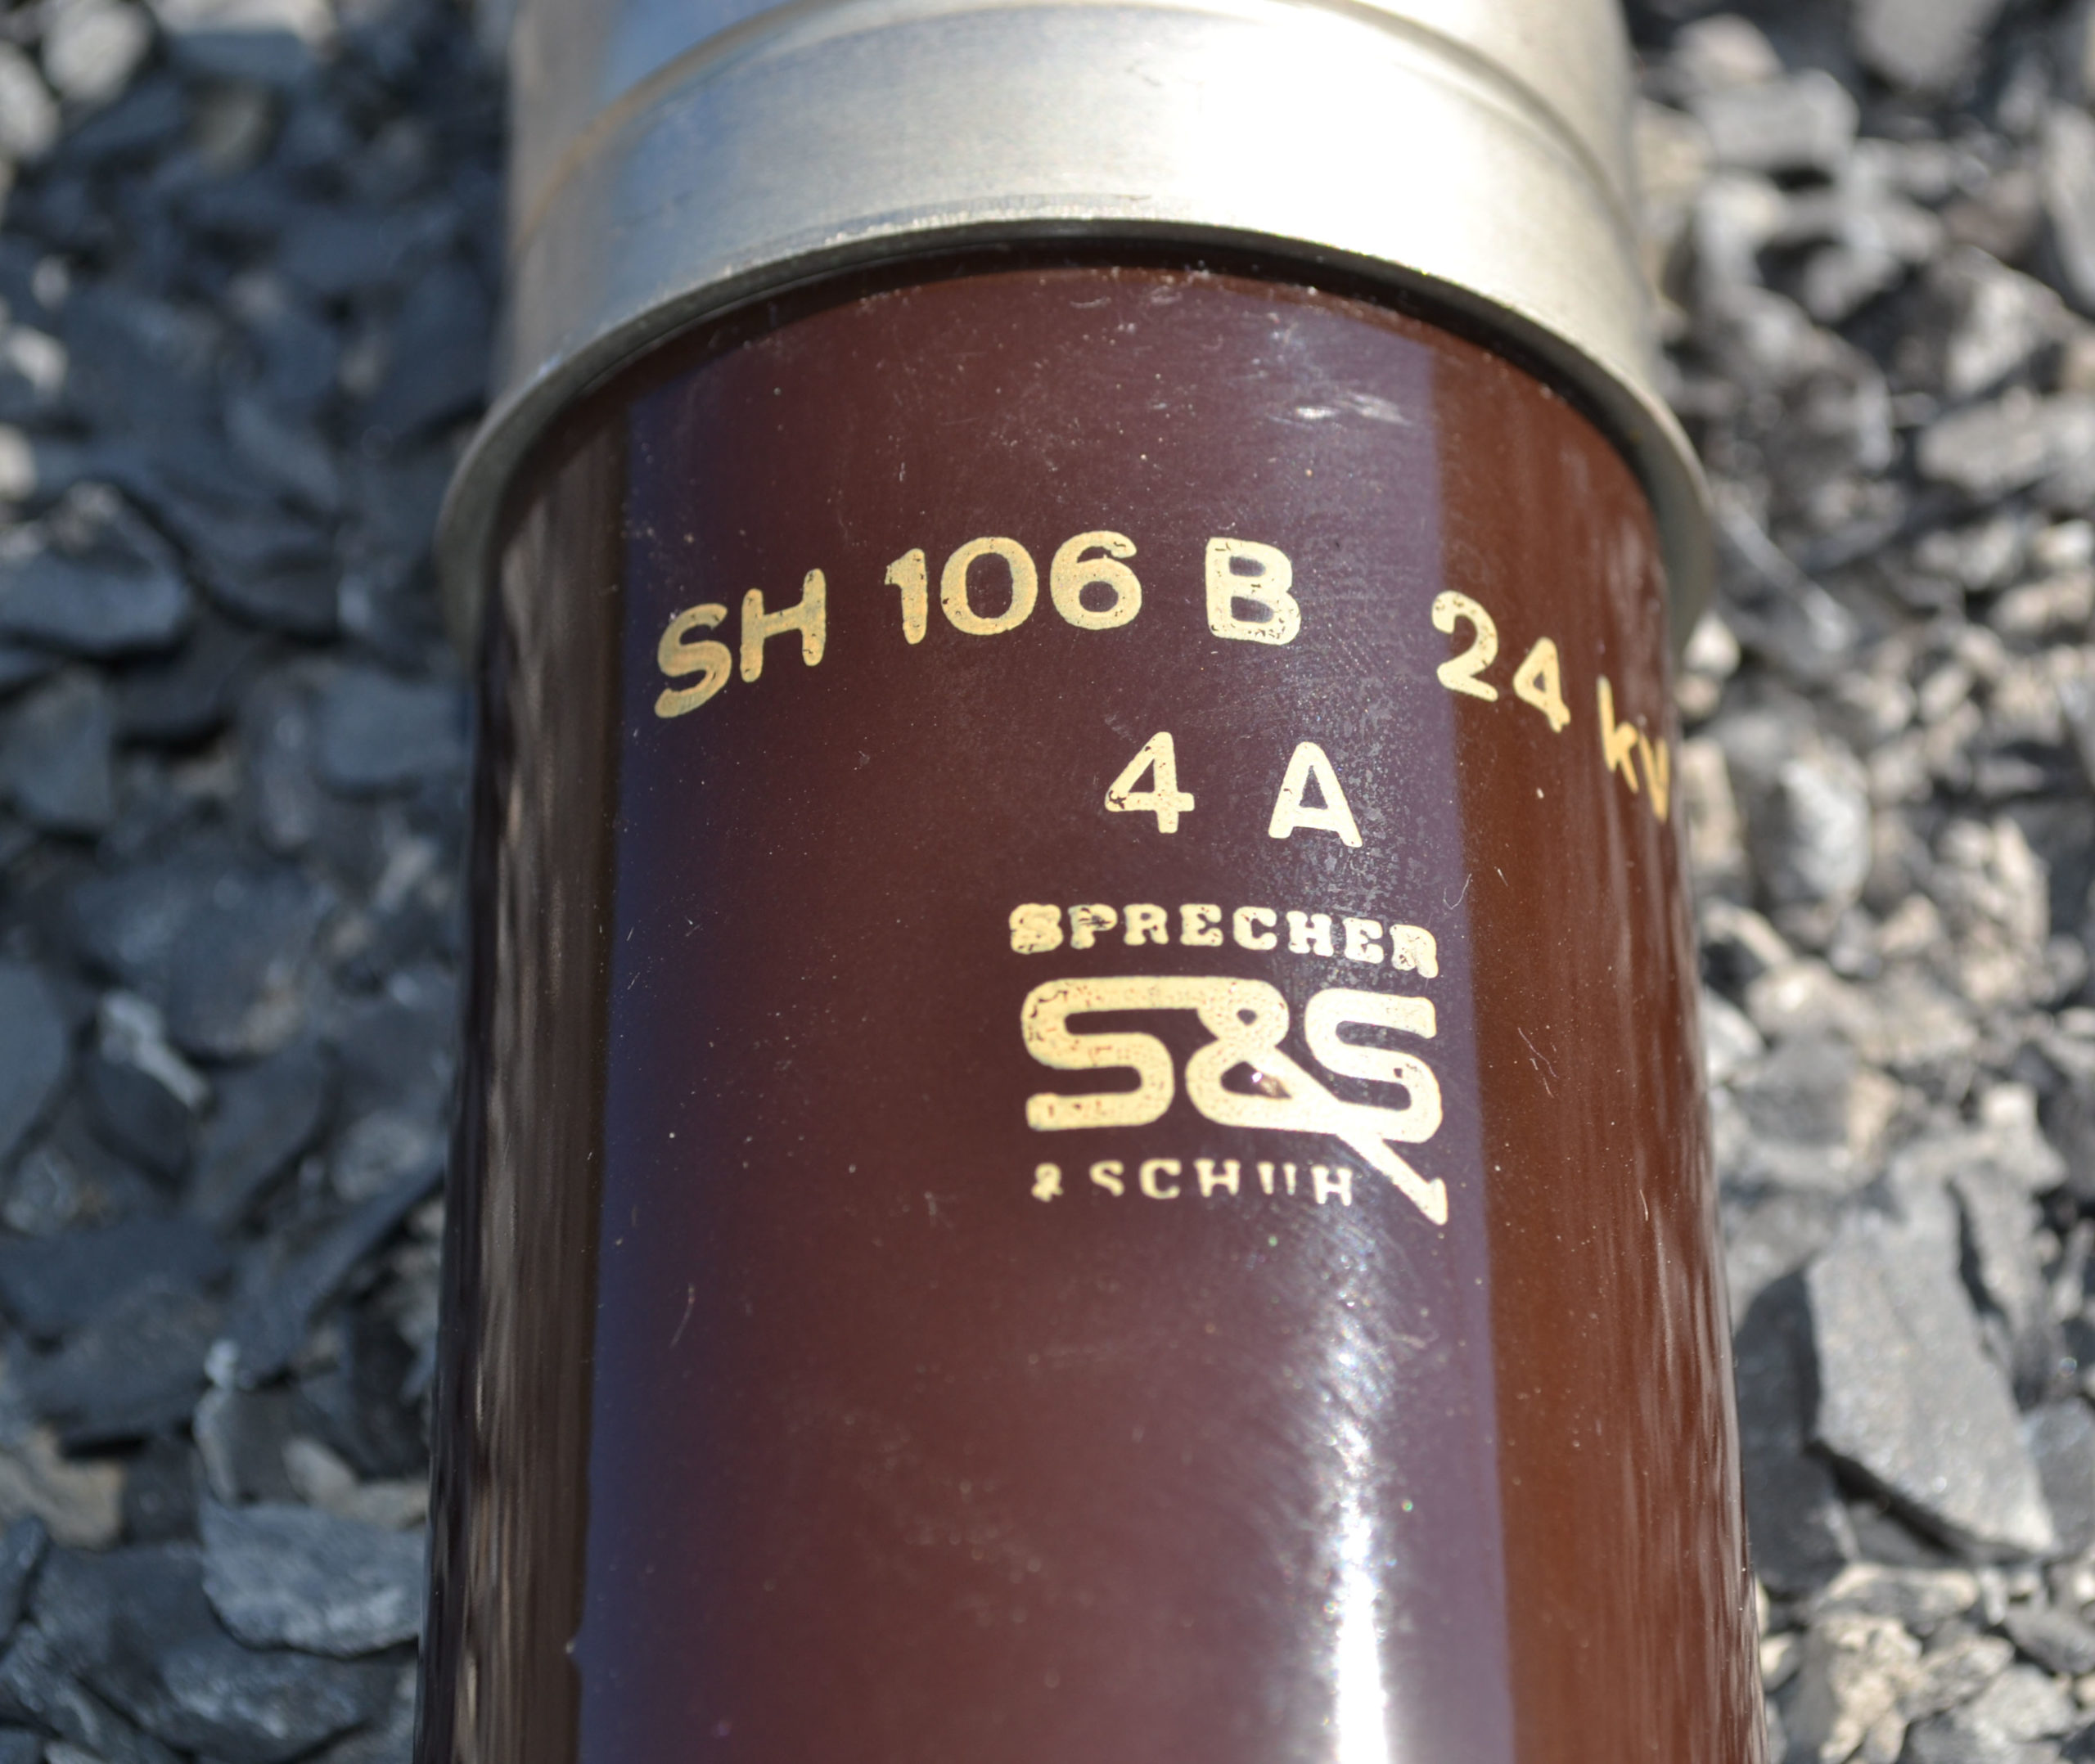 SH 106 B 24 kV
4 A
SPRECHER
S&S
& SCHUH